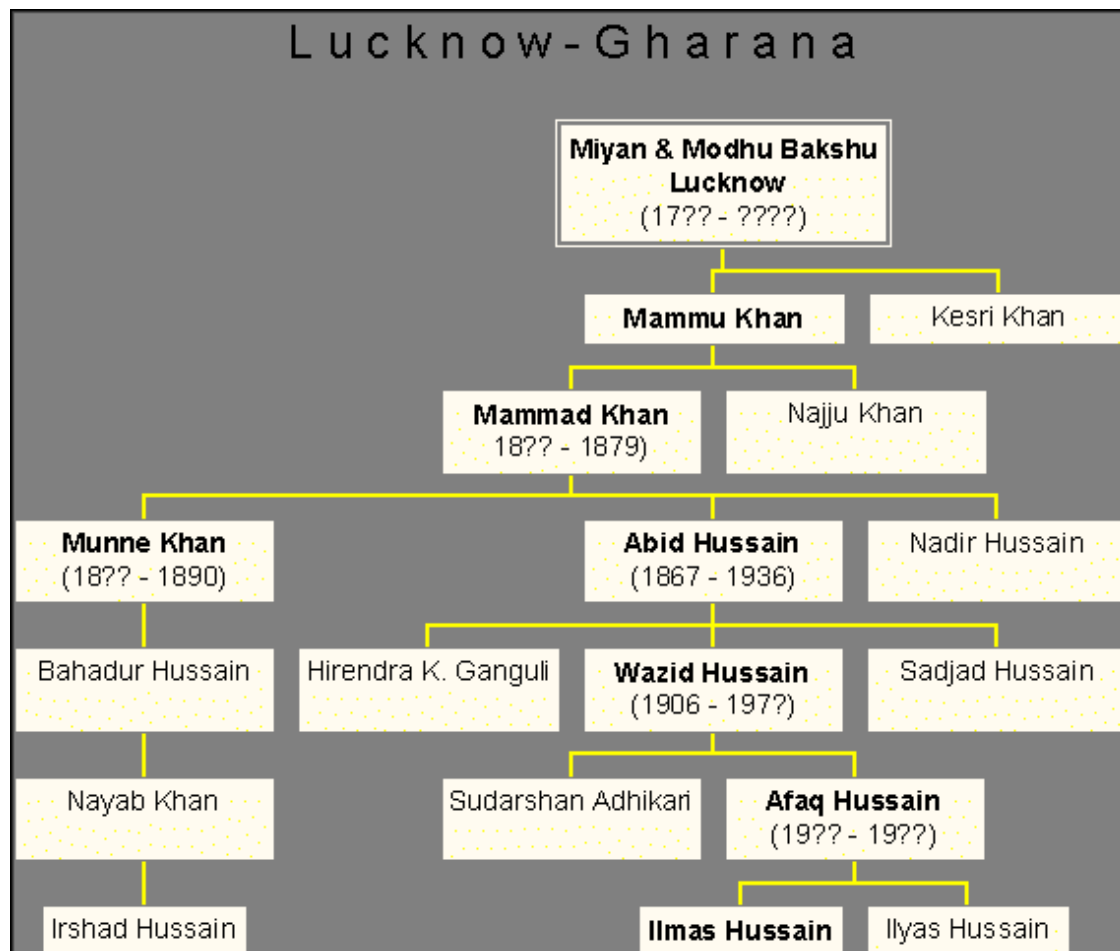 Lucknow-Gharana
Miyan & Modhu Bakshu
Lucknow
(17?? - ????)
Mammu Khan
Kesri Khan
Mammad Khan
18?? - 1879)
Najju Khan
Munne Khan
(18?? - 1890)
Abid Hussain
(1867 - 1936)
Nadir Hussain
Bahadur Hussain
Hirendra K. Ganguli
Wazid Hussain
(1906 - 197?)
Sadjad Hussain
Nayab Khan
Sudarshan Adhikari
Afaq Hussain
(19?? - 19??)
Irshad Hussain
Ilmas Hussain
Ilyas Hussain